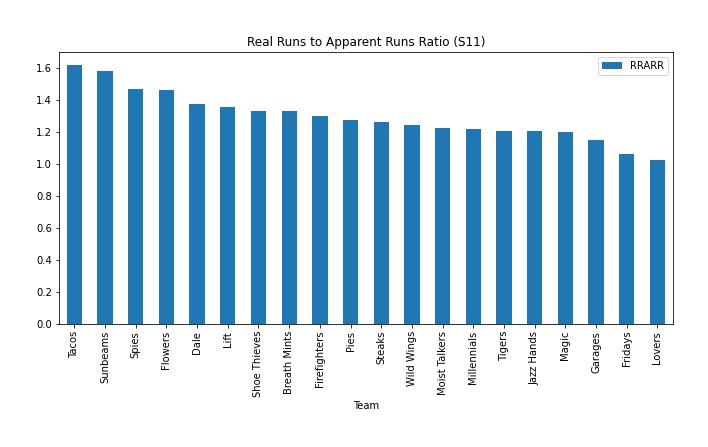 Real Runs to Apparent Runs Ratio (S11)
RRARR
1.6
1.4
1.2
1.0
0.8
0.6
0.4
0.2
0.0
Tacos
Sunbeams
Spies
Flowers
Dale
Lift
Shoe Thieves
Breath Mints
Firefighters
Pies
Steaks
Wild Wings
Moist Talkers
Millennials
Tigers
Jazz Hands
Magic
Garages
Fridays
Lovers
Team